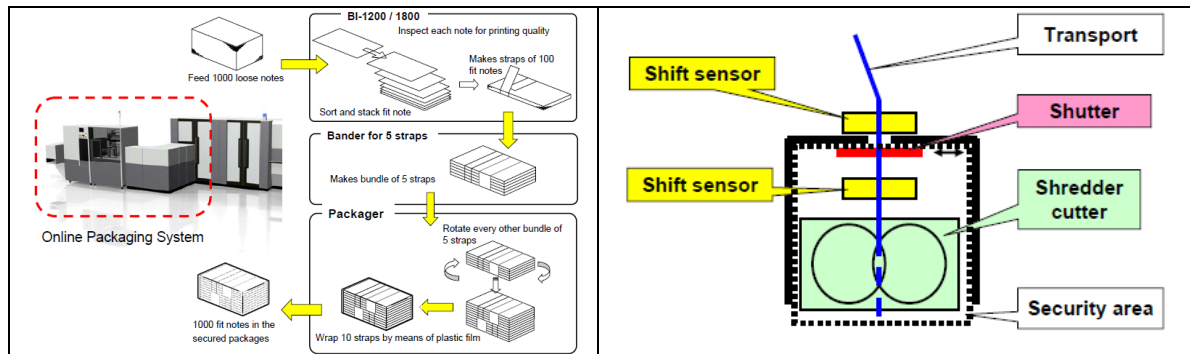 BI-1200 / 1800
Inspect each note for printing quality
Feed 1000 loose notes
Makes straps of 100
fit notes
Sort and stack fit note
Bander for 5 straps
Makes bundle of 5 straps
Online Packaging System
Packager
Rotate every other bundle of
5 straps
1000 fit notes in the
secured packages
Wrap 10 straps by means of plastic film
Transport
Shift sensor
Shutter
Shift sensor
Shredder
cutter
Security area